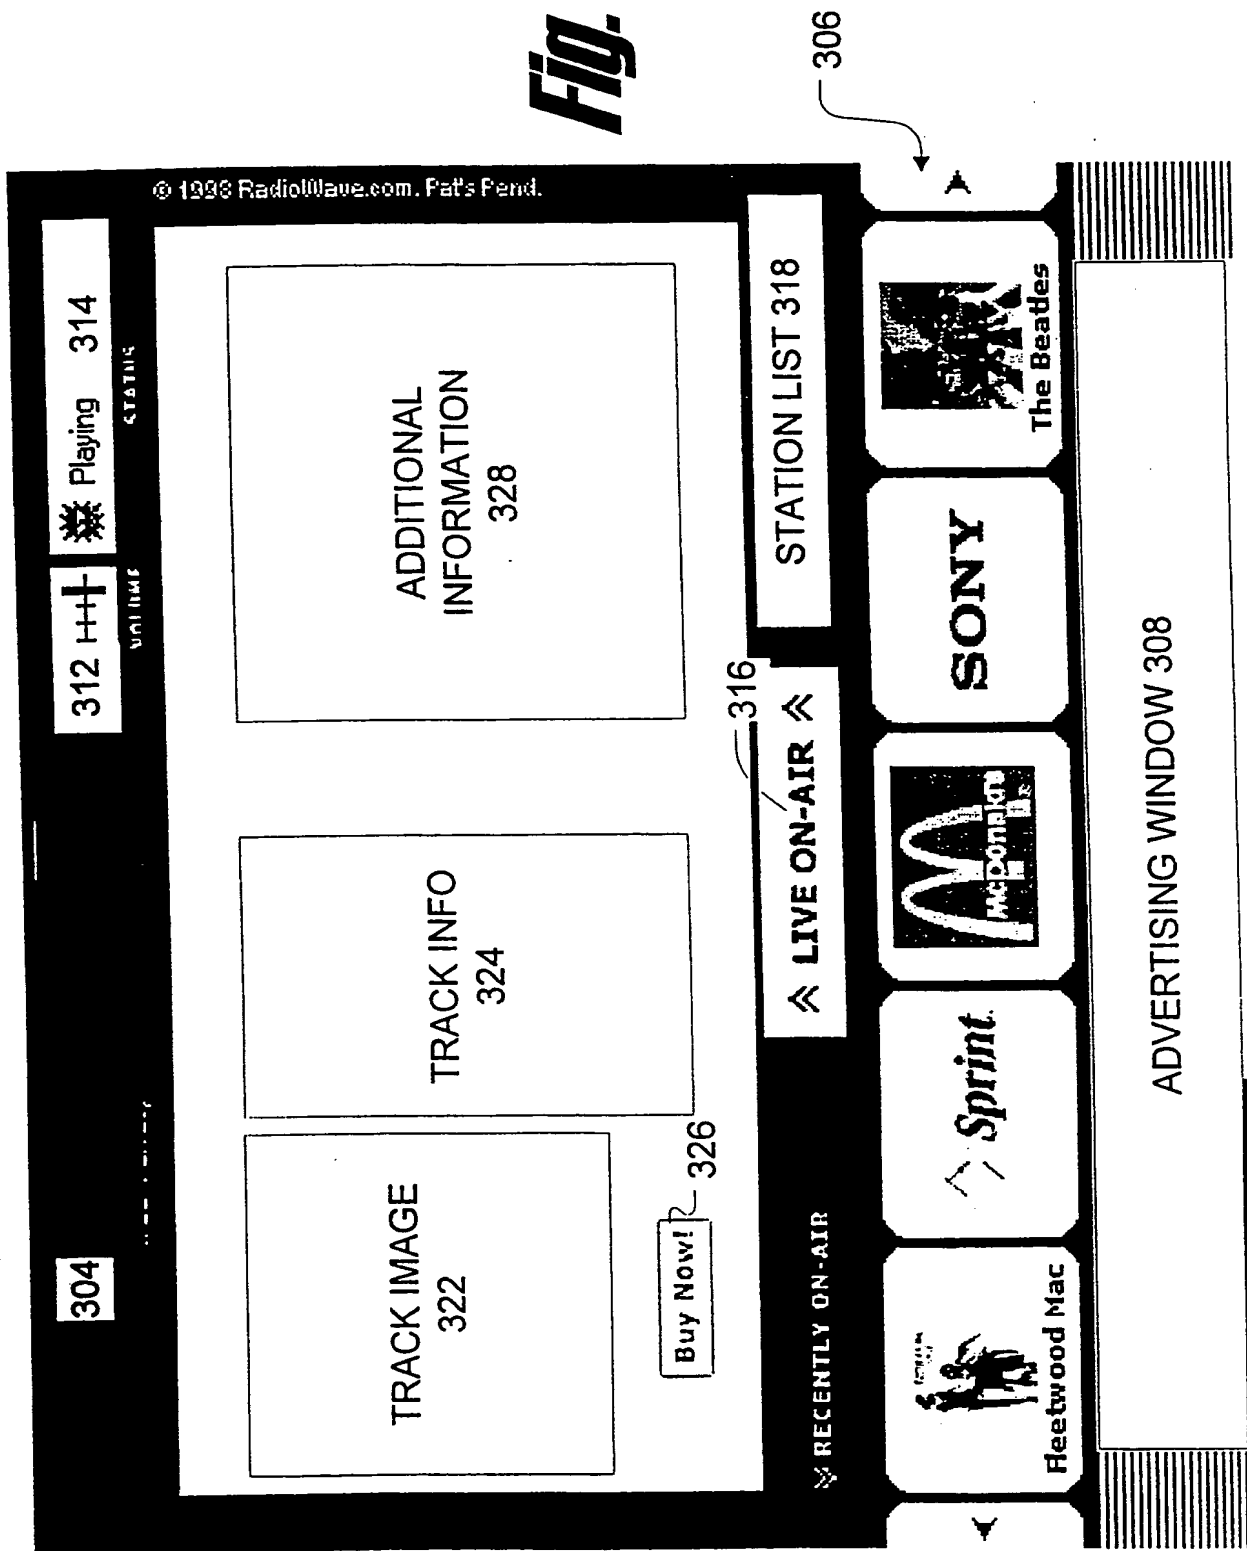 304
312
Playing 314
VOLUME
STATUS
© 1998 RadioWave.com. Pat's Pend.
TRACK IMAGE
322
TRACK INFO
324
ADDITIONAL
INFORMATION
328
Buy Now!
326
316
RECENTLY ON-AIR
LIVE ON-AIR
STATION LIST 318
306
Fleetwood Mac
Sprint
McDonald's
SONY
The Beatles
ADVERTISING WINDOW 308
Fig.